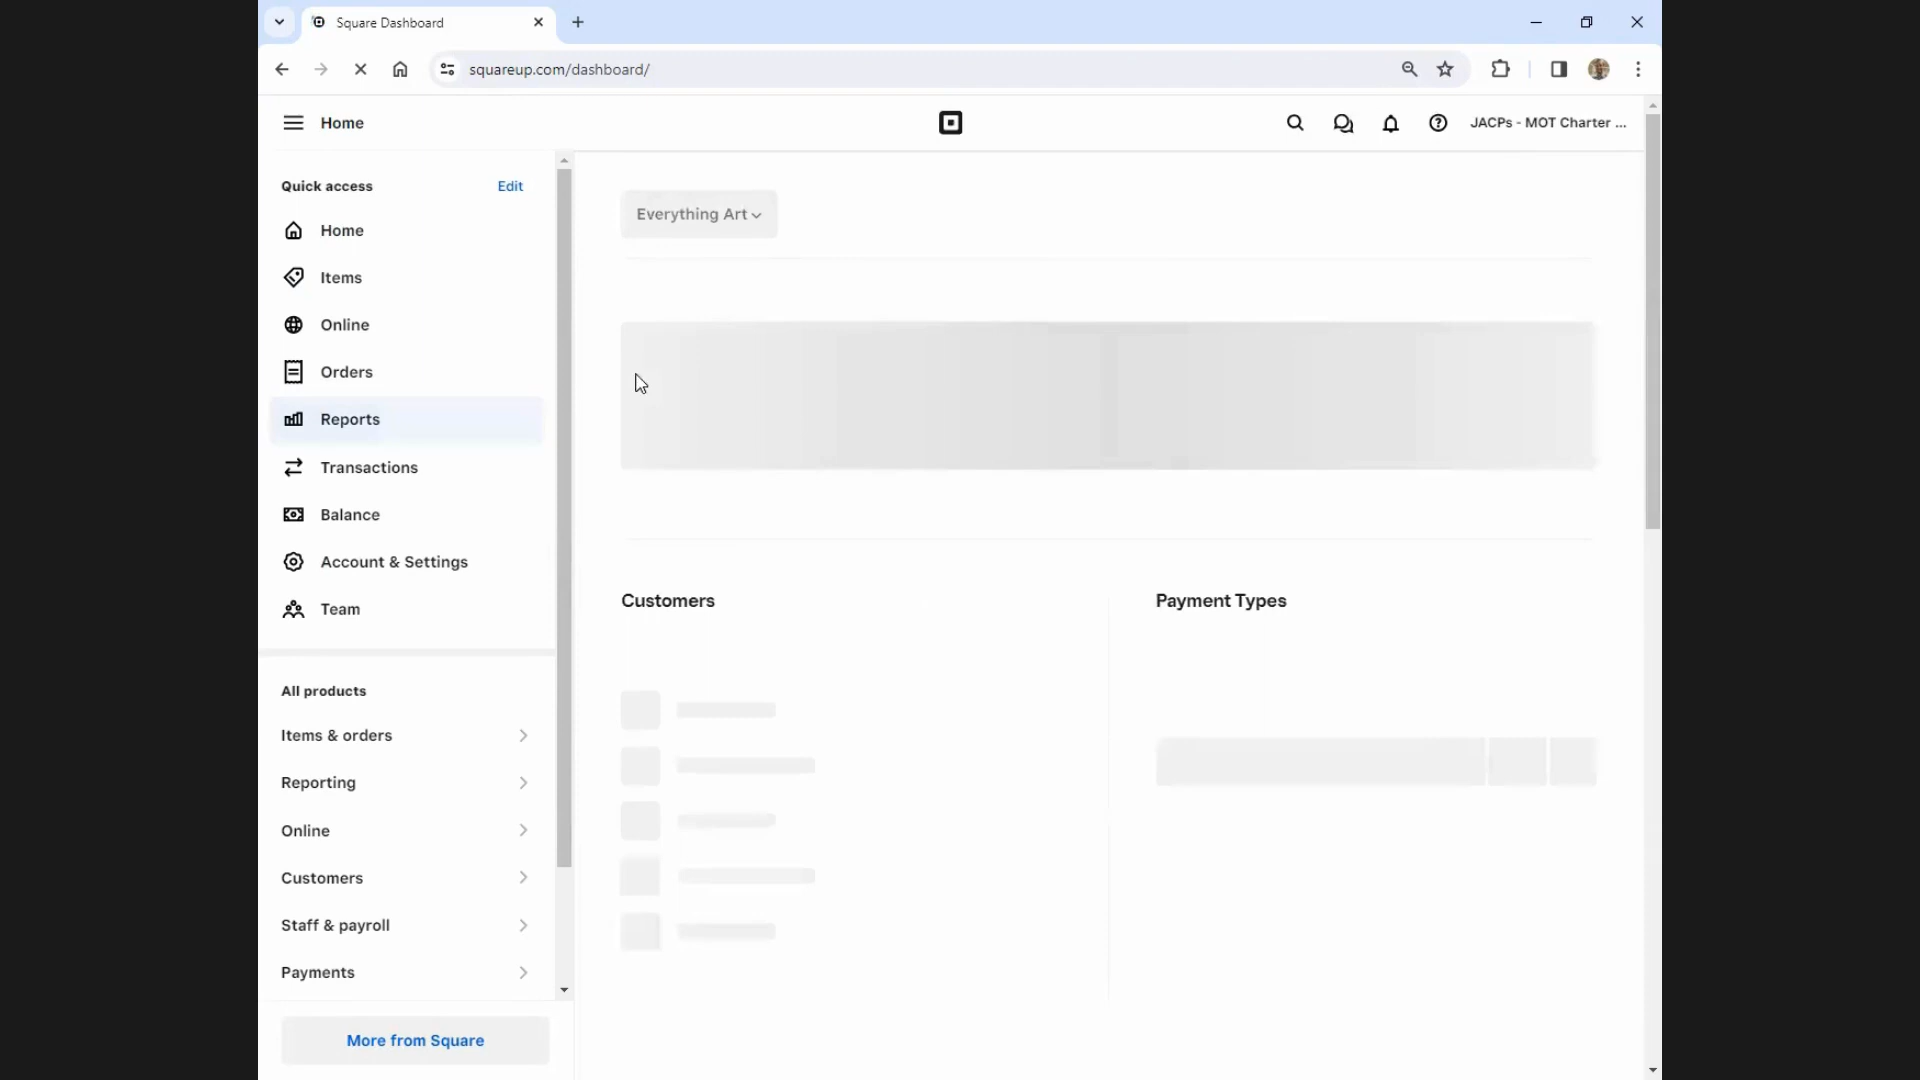 Square Dashboard
squareup.com/dashboard/
Home
JACPs - MOT Charter ...
Quick access
Edit
Home
Items
Online
Orders
Reports
Transactions
Balance
Account & Settings
Team
All products
Items & orders
Reporting
Online
Customers
Staff & payroll
Payments
More from Square
Everything Art
Customers
Payment Types